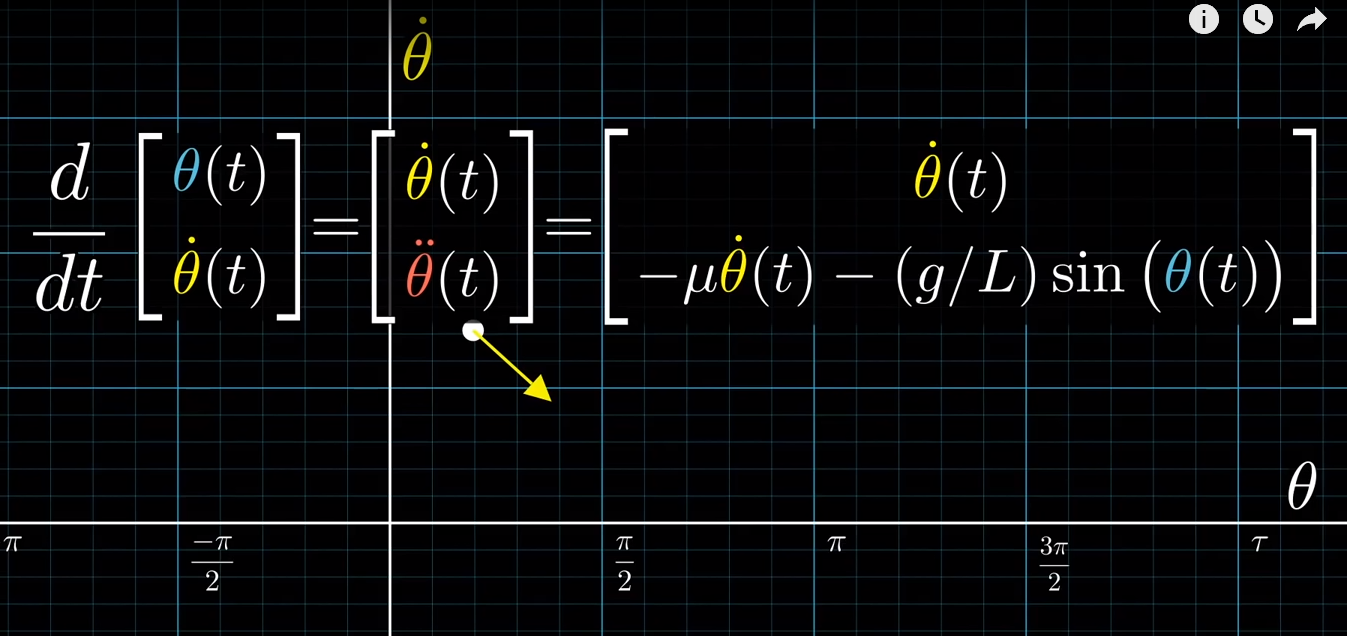 θ̇
d/dt [θ(t) θ̇(t)] = [θ̇(t) θ̈(t)] = [θ̇(t) −μθ̇(t) − (g/L) sin(θ(t))]
θ
π −π/2 π/2 π 3π/2 τ